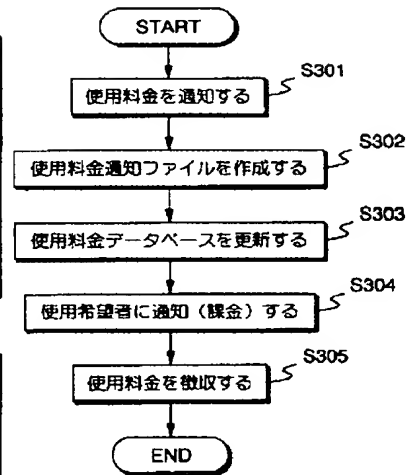 START
S301
使用料金を通知する
S302
使用料金通知ファイルを作成する
S303
使用料金データベースを更新する
S304
使用希望者に通知（課金）する
S305
使用料金を徴収する
END